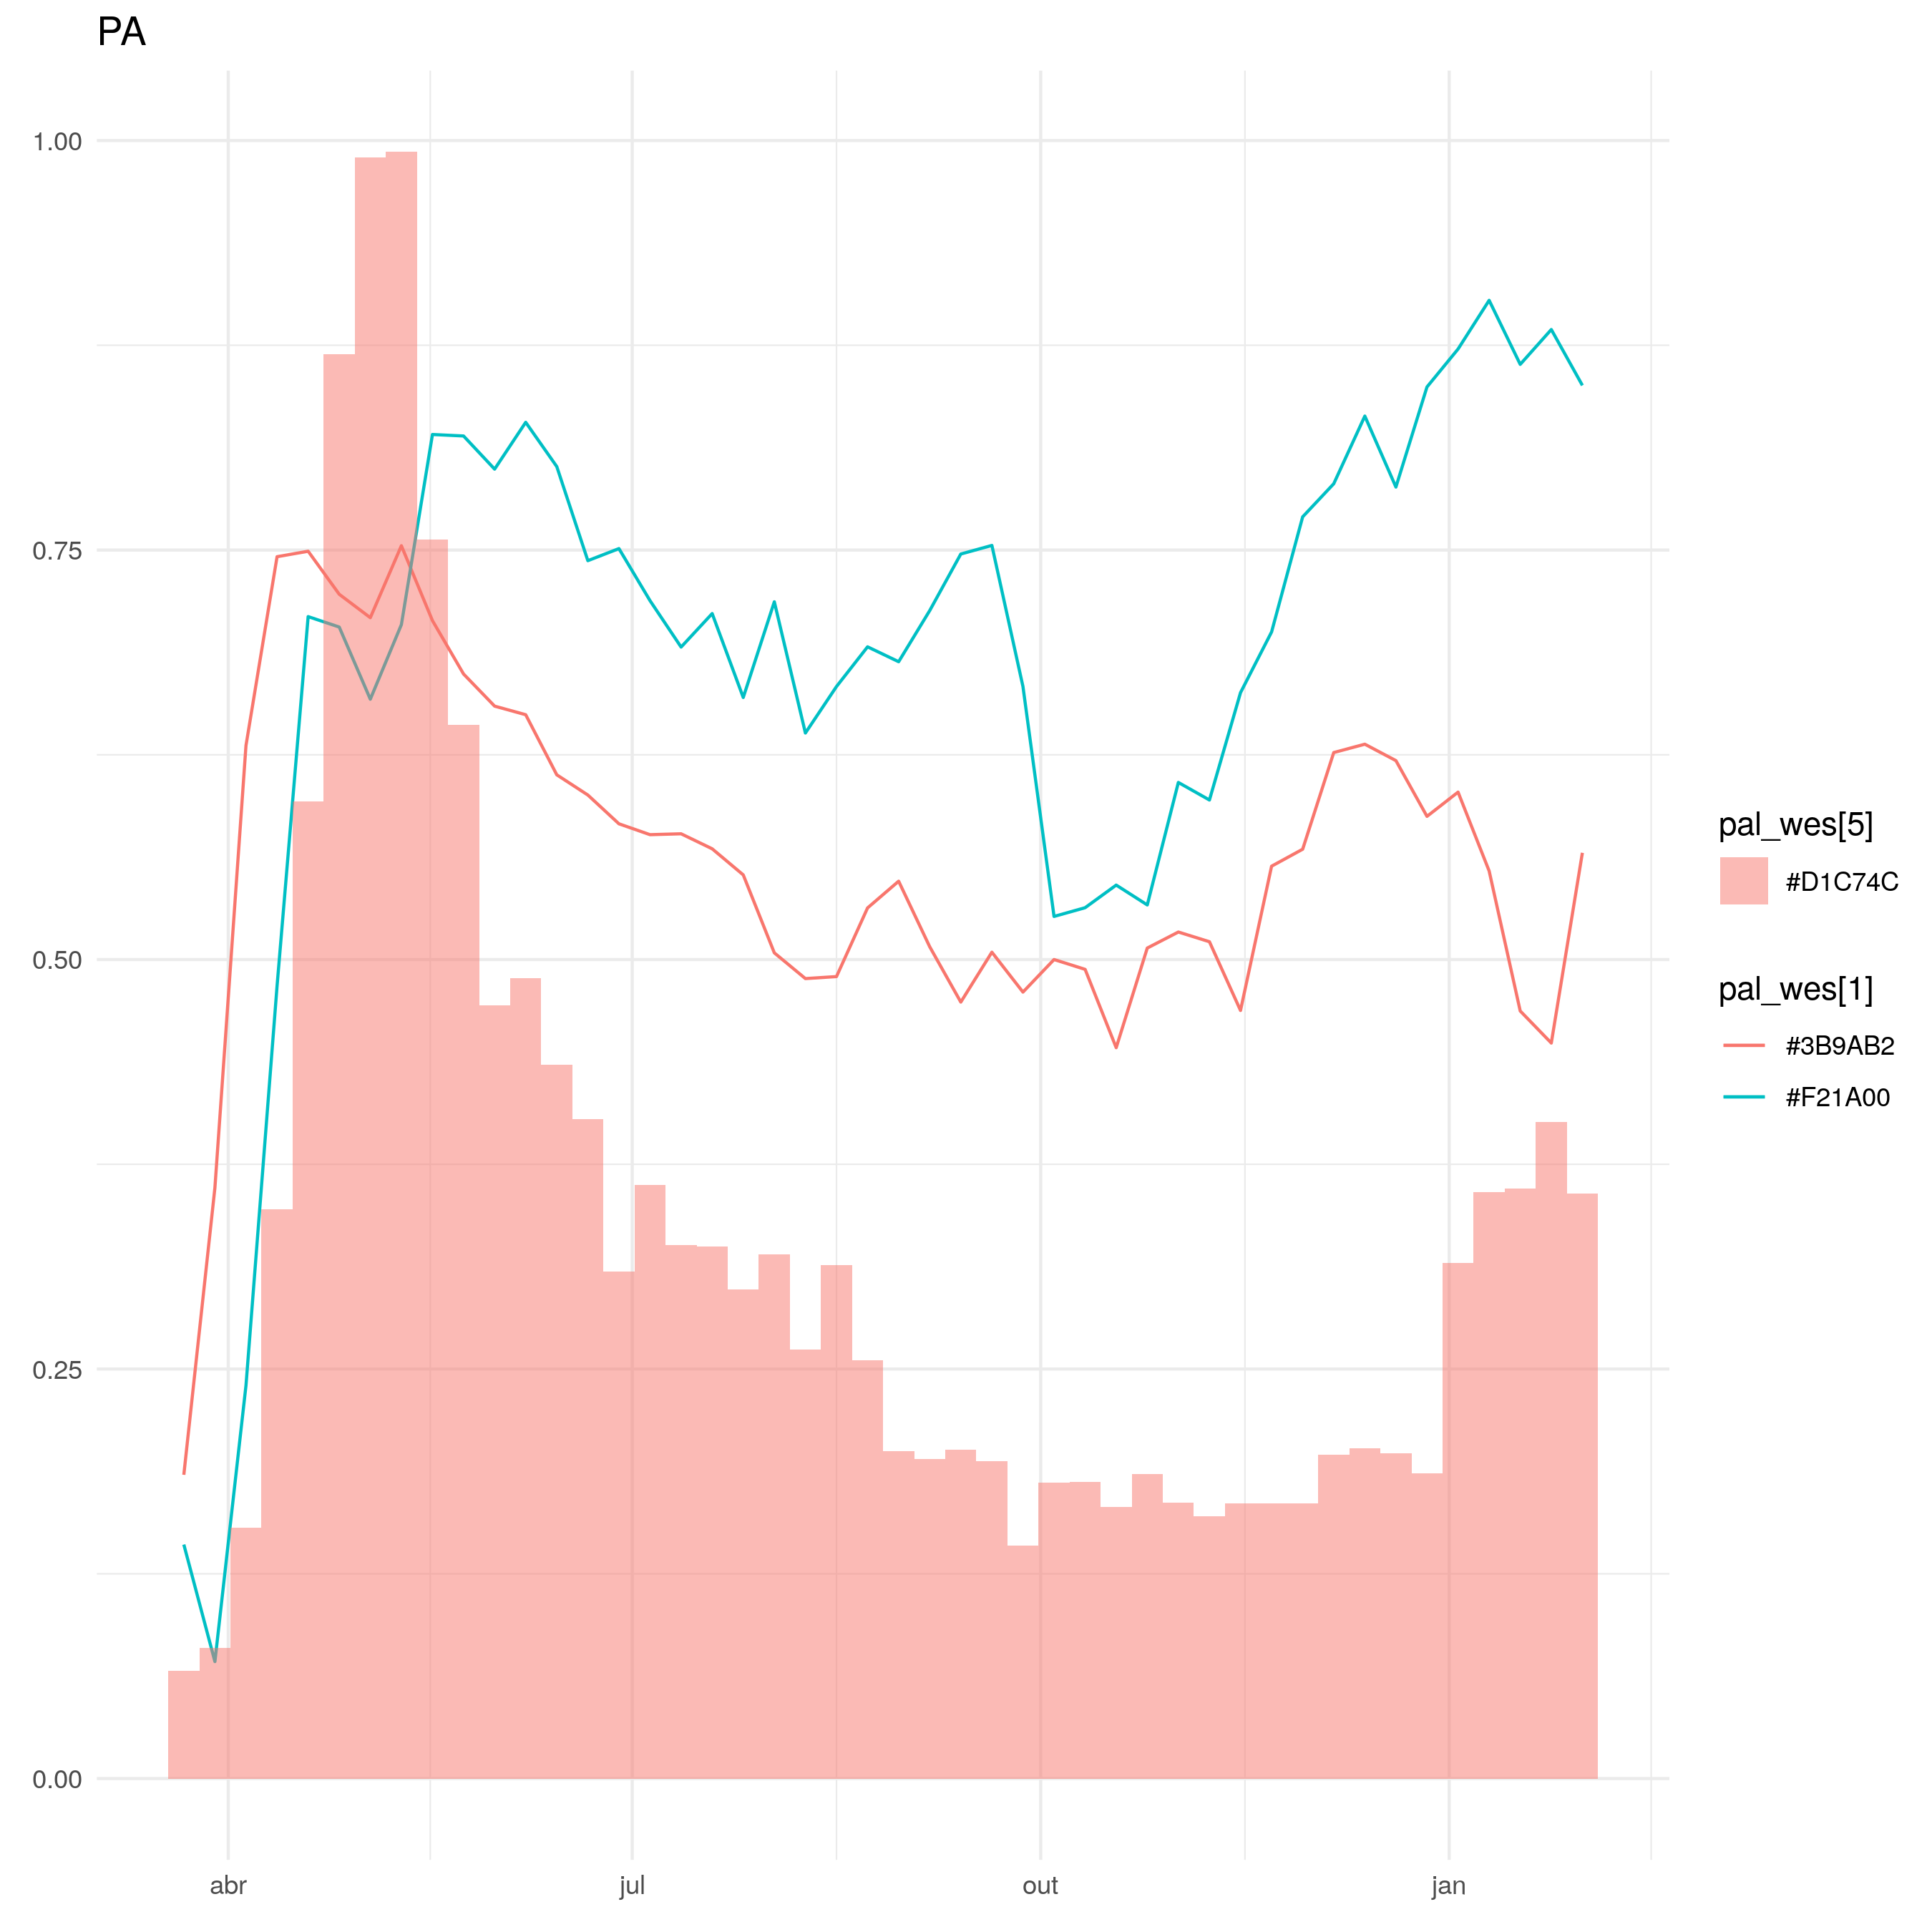 PA
1.00
0.75
0.50
0.25
0.00
abr jul out jan
pal_wes[5]
#D1C74C
pal_wes[1]
#3B9AB2
#F21A00